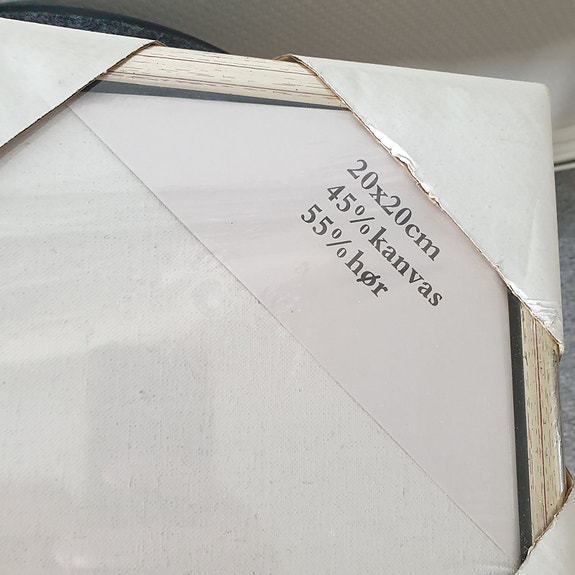 20x20cm
45% kanvas
55% hør